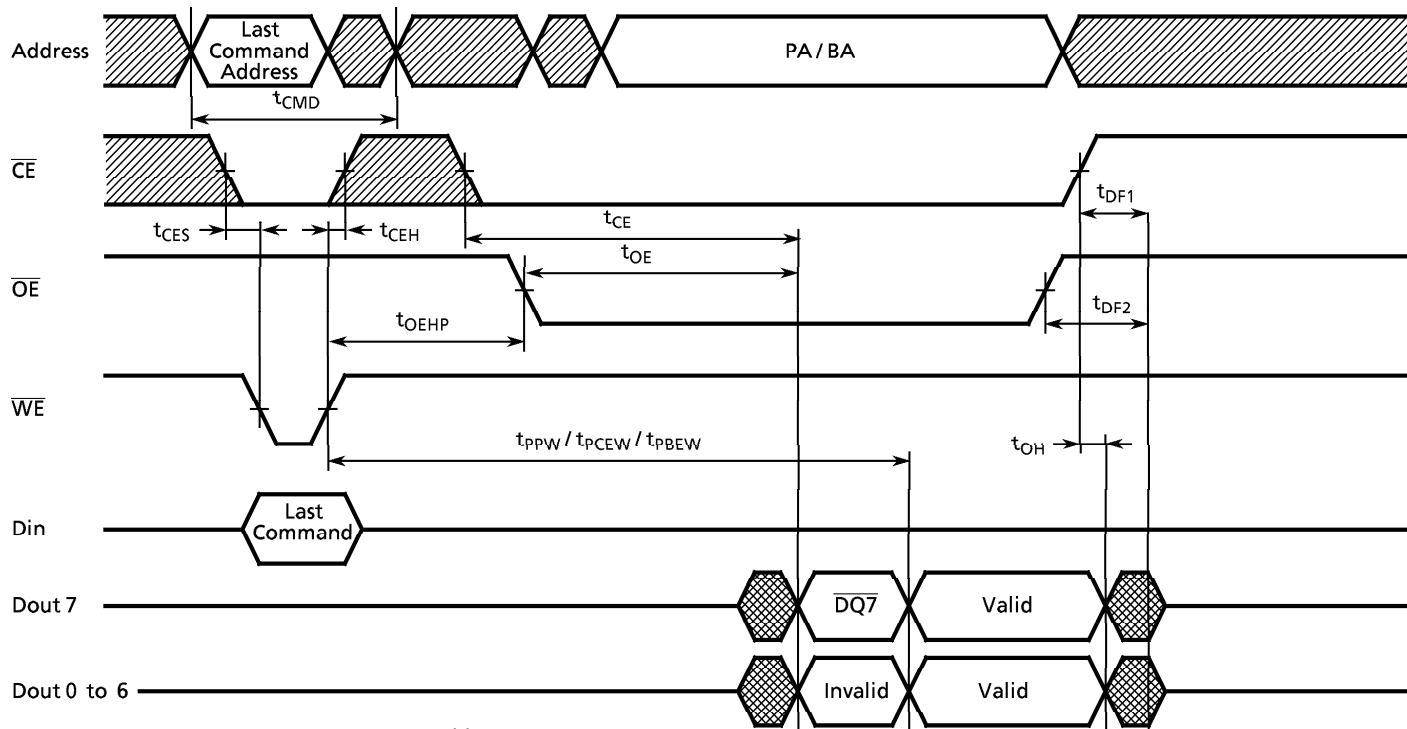 Address
Last
Command
Address
PA / BA
tCMD
CE
tCES
tCEH
tCE
tDF1
OE
tOE
tOEHP
tDF2
WE
tPPW / tPCEW / tPBEW
tOH
Din
Last
Command
Dout 7
DQ7
Valid
Dout 0 to 6
Invalid
Valid